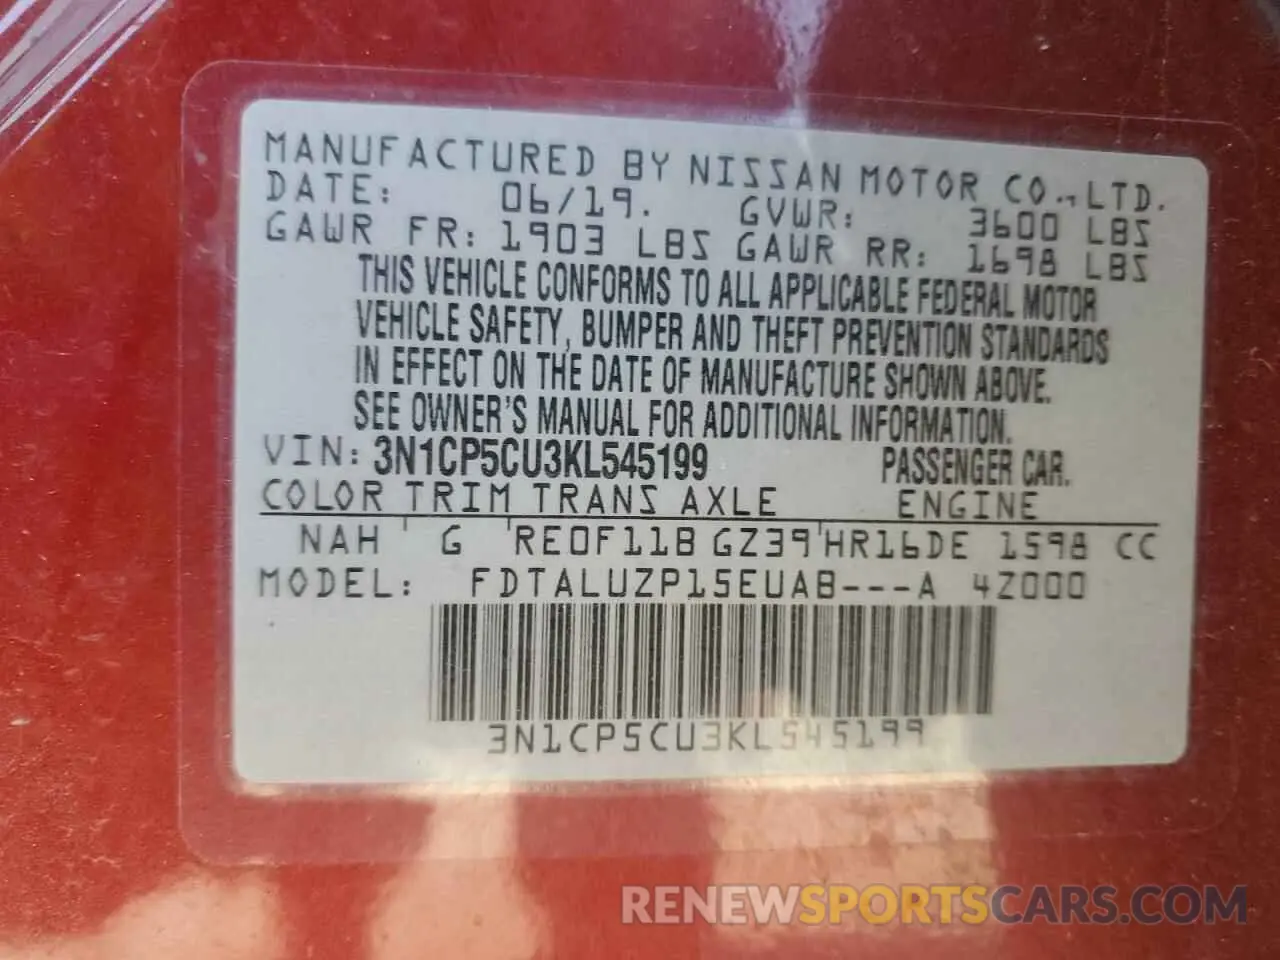 MANUFACTURED BY NISSAN MOTOR CO., LTD.
DATE: 06/19. GVWR: 3600 LBS
GAWR FR: 1903 LBS GAWR RR: 1698 LBS
THIS VEHICLE CONFORMS TO ALL APPLICABLE FEDERAL MOTOR
VEHICLE SAFETY, BUMPER AND THEFT PREVENTION STANDARDS
IN EFFECT ON THE DATE OF MANUFACTURE SHOWN ABOVE.
SEE OWNER'S MANUAL FOR ADDITIONAL INFORMATION.
VIN: 3N1CP5CU3KL545199 PASSENGER CAR.
COLOR TRIM TRANS AXLE ENGINE
NAH G RE0F11B GZ39 HR16DE 1598 CC
MODEL: FDTALUZP15EUAB---A 4Z000
3N1CP5CU3KL545199
RENEWSPORTSCARS.COM